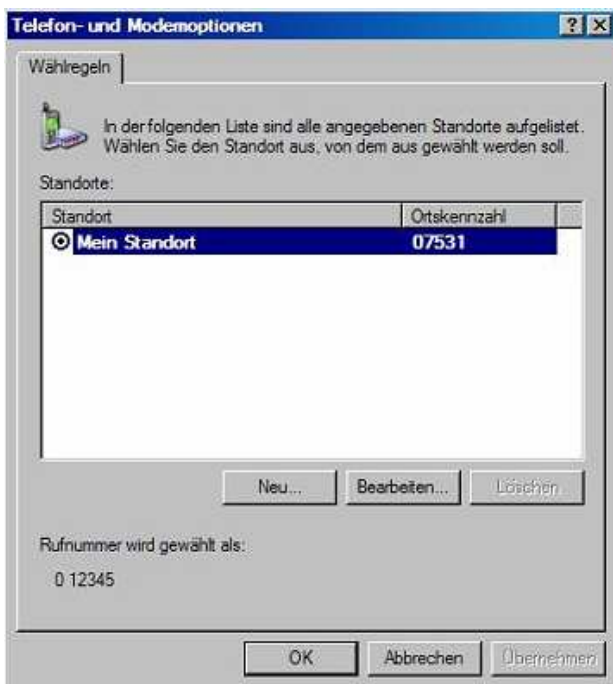 Telefon- und Modemoptionen
Wählregeln
In der folgenden Liste sind alle angegebenen Standorte aufgelistet.
Wählen Sie den Standort aus, von dem aus gewählt werden soll.
Standorte:
Standort Ortskennzahl
Mein Standort 07531
Neu... Bearbeiten... Löschen
Rufnummer wird gewählt als:
0 12345
OK Abbrechen Übernehmen